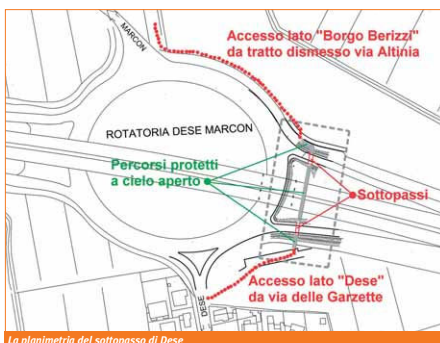 MARCON
Accesso lato "Borgo Berizzi"
da tratto dismesso via Altinia
ROTATORIA DESE MARCON
Percorsi protetti
a cielo aperto
Sottopassi
Accesso lato "Dese"
da via delle Garzette
DESE
La planimetria del sottopasso di Dese